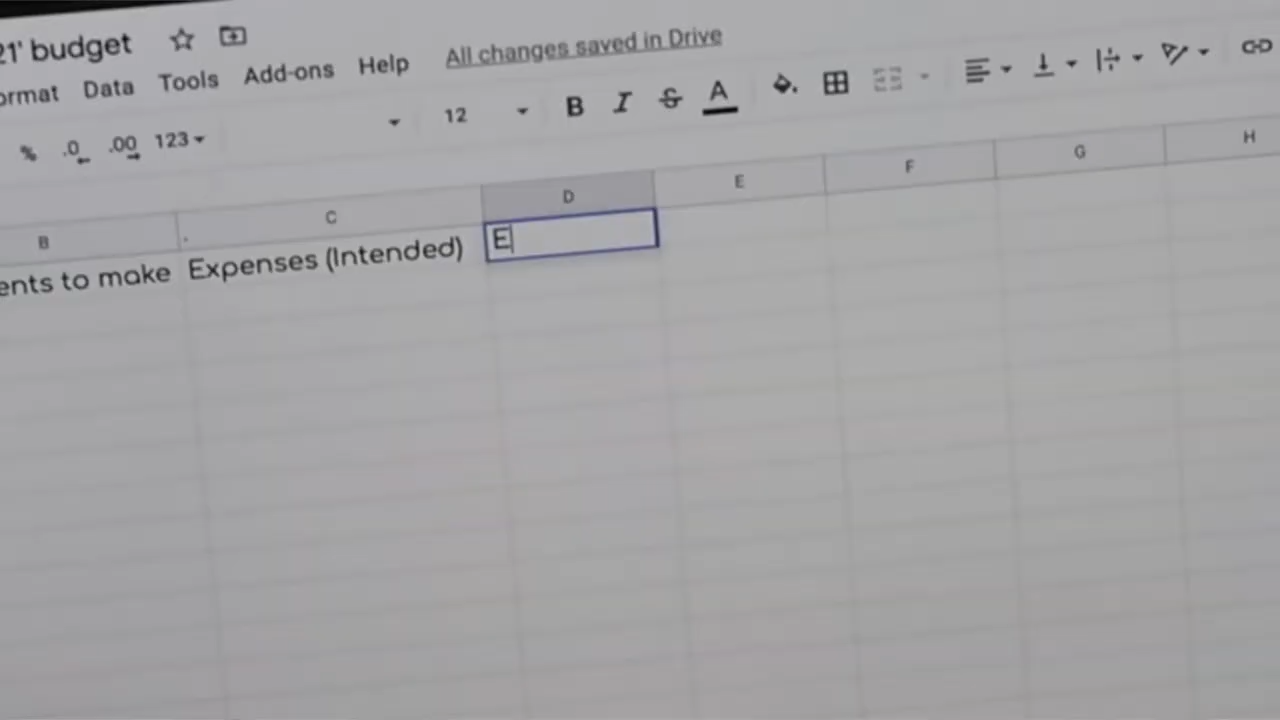 21' budget
Format Data Tools Add-ons Help All changes saved in Drive
% .0 .00 123 12 B I S A
B C D E F G H
ents to make Expenses (Intended) E